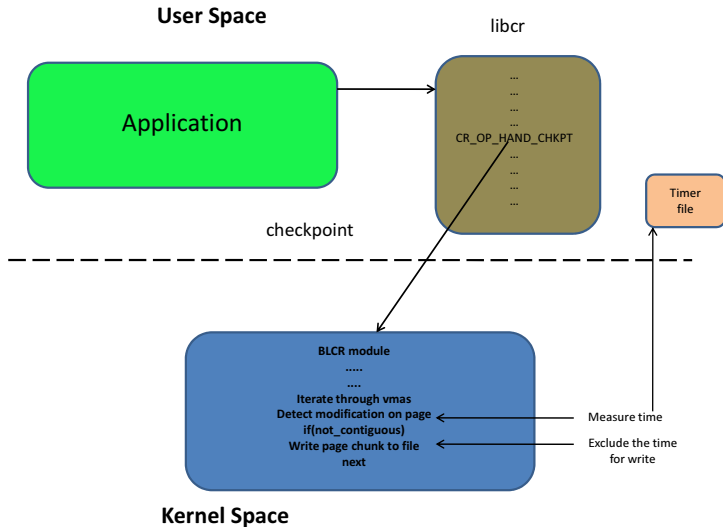 User Space
libcr
Application
...
...
...
...
CR_OP_HAND_CHKPT
...
...
...
...
Timer
file
checkpoint
BLCR module
.....
....
Iterate through vmas
Detect modification on page
if(not_contiguous)
Write page chunk to file
next
Measure time
Exclude the time
for write
Kernel Space